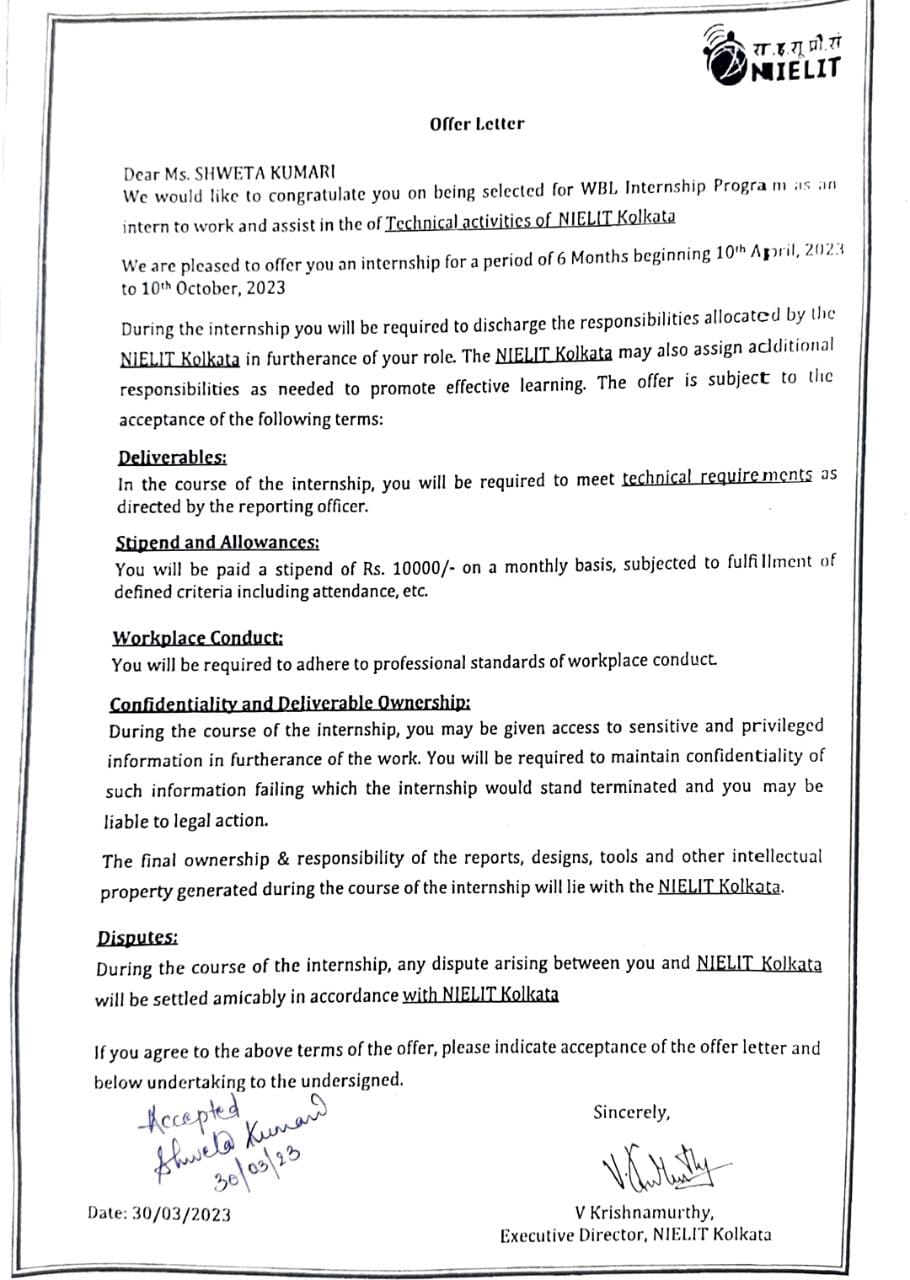 रा.इ.सू.प्रौ.सं
NIELIT
Offer Letter
Dear Ms. SHWETA KUMARI
We would like to congratulate you on being selected for WBL Internship Program as an
intern to work and assist in the of Technical activities of NIELIT Kolkata
We are pleased to offer you an internship for a period of 6 Months beginning 10th April, 2023
to 10th October, 2023
During the internship you will be required to discharge the responsibilities allocated by the
NIELIT Kolkata in furtherance of your role. The NIELIT Kolkata may also assign additional
responsibilities as needed to promote effective learning. The offer is subject to the
acceptance of the following terms:
Deliverables:
In the course of the internship, you will be required to meet technical requirements as
directed by the reporting officer.
Stipend and Allowances:
You will be paid a stipend of Rs. 10000/- on a monthly basis, subjected to fulfillment of
defined criteria including attendance, etc.
Workplace Conduct:
You will be required to adhere to professional standards of workplace conduct.
Confidentiality and Deliverable Ownership:
During the course of the internship, you may be given access to sensitive and privileged
information in furtherance of the work. You will be required to maintain confidentiality of
such information failing which the internship would stand terminated and you may be
liable to legal action.
The final ownership & responsibility of the reports, designs, tools and other intellectual
property generated during the course of the internship will lie with the NIELIT Kolkata.
Disputes:
During the course of the internship, any dispute arising between you and NIELIT Kolkata
will be settled amicably in accordance with NIELIT Kolkata
If you agree to the above terms of the offer, please indicate acceptance of the offer letter and
below undertaking to the undersigned.
Accepted
Shweta Kumari
30/03/23
Date: 30/03/2023
Sincerely,
V. Krishnamurthy
V Krishnamurthy,
Executive Director, NIELIT Kolkata